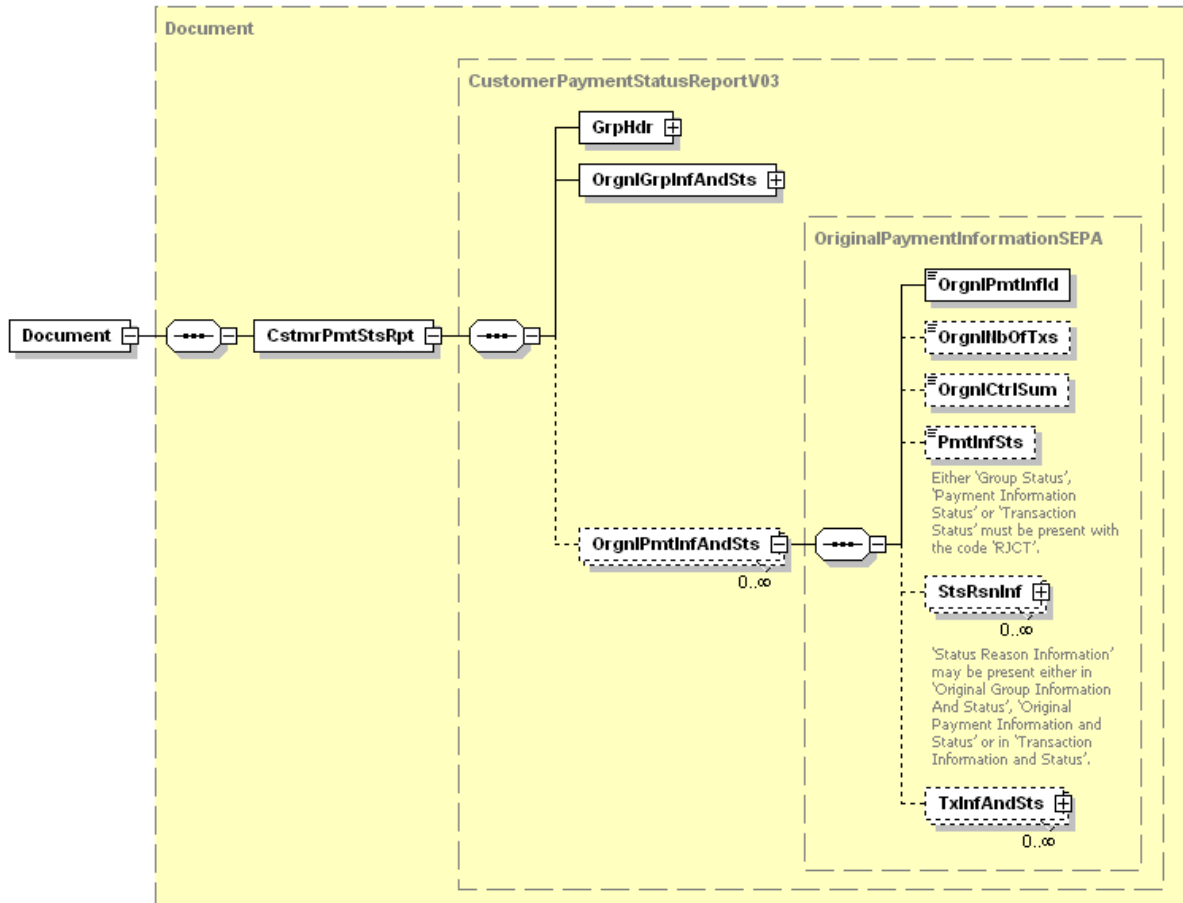 Document
CustomerPaymentStatusReportV03
GrpHdr
OrgnlGrpInfAndSts
OriginalPaymentInformationSEPA
OrgnlPmtInfId
Document
CstmrPmtStsRpt
OrgnlNbOfTxs
OrgnlCtrlSum
PmtInfSts
Either 'Group Status',
'Payment Information
Status' or 'Transaction
Status' must be present with
the code 'RJCT'.
OrgnlPmtInfAndSts
0..∞
StsRsnInf
0..∞
'Status Reason Information'
may be present either in
'Original Group Information
And Status', 'Original
Payment Information and
Status' or in 'Transaction
Information and Status'.
TxInfAndSts
0..∞